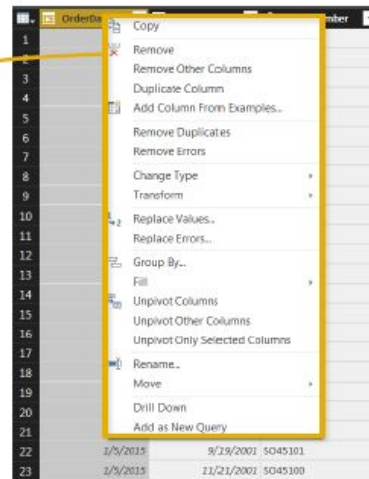 OrderDa
mber
Copy
1
Remove
Remove Other Columns
3
Duplicate Column
4
Add Column From Examples...
5
6
Remove Duplicates
7
Remove Errors
8
Change Type
9
Transform
10
Replace Values...
11
Replace Errors...
12
Group By...
13
Fill
14
Unpivot Columns
15
Unpivot Other Columns
16
Unpivot Only Selected Columns
17
Rename...
18
Move
19
20
Drill Down
21
Add as New Query
22 1/5/2015 9/19/2001 SO45101
23 1/5/2015 11/21/2001 SO45100